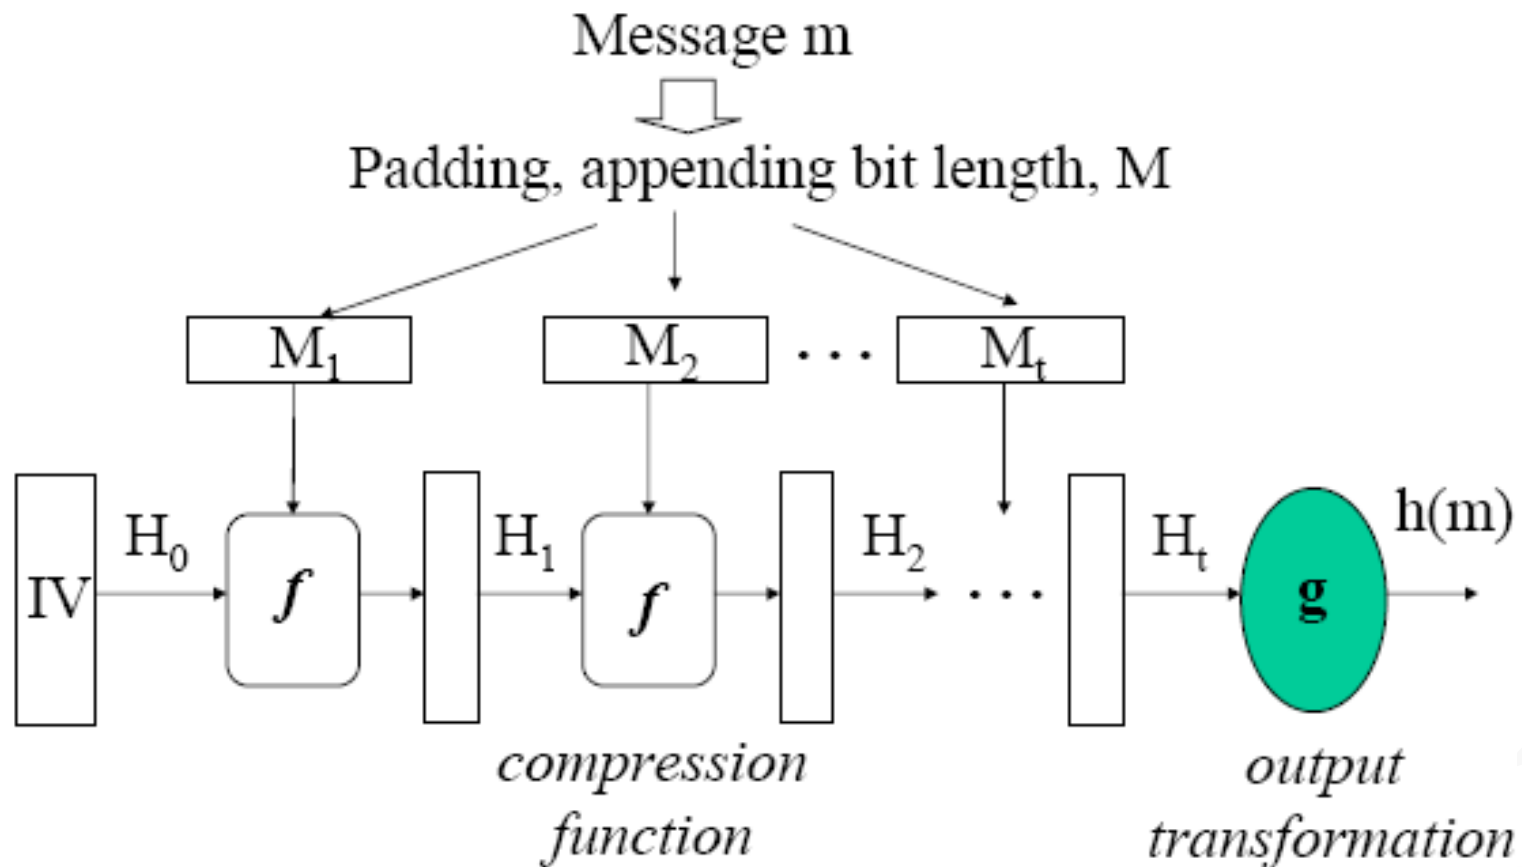 Message m
Padding, appending bit length, M
M₁
M₂
. . .
Mₜ
IV
H₀
f
H₁
f
H₂
. . .
Hₜ
g
h(m)
compression
function
output
transformation